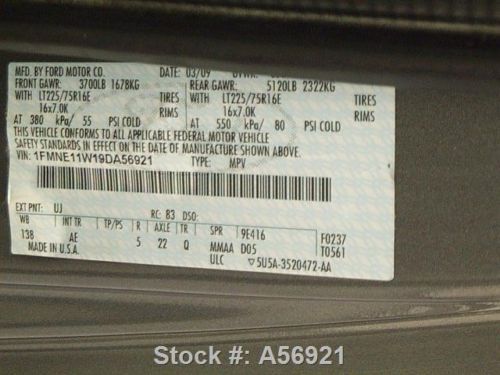 MFD. BY FORD MOTOR CO. DATE: 03/09
FRONT GAWR: 3700LB 1678KG REAR GAWR: 5120LB 2322KG
WITH LT225/75R16E TIRES WITH LT225/75R16E TIRES
16x7.0K RIMS 16x7.0K RIMS
AT 380 kPa/ 55 PSI COLD AT 550 kPa/ 80 PSI COLD
THIS VEHICLE CONFORMS TO ALL APPLICABLE FEDERAL MOTOR VEHICLE
SAFETY STANDARDS IN EFFECT ON THE DATE OF MANUFACTURE SHOWN ABOVE.
VIN: 1FMNE11W19DA56921 TYPE: MPV
EXT PNT: UJ RC: 83 DSO:
WB INT TR TP/PS R AXLE TR SPR 9E416 F0237
138 AE 5 22 Q MMAA D05 T0561
MADE IN U.S.A. ULC ▽5U5A-3520472-AA
Stock #: A56921